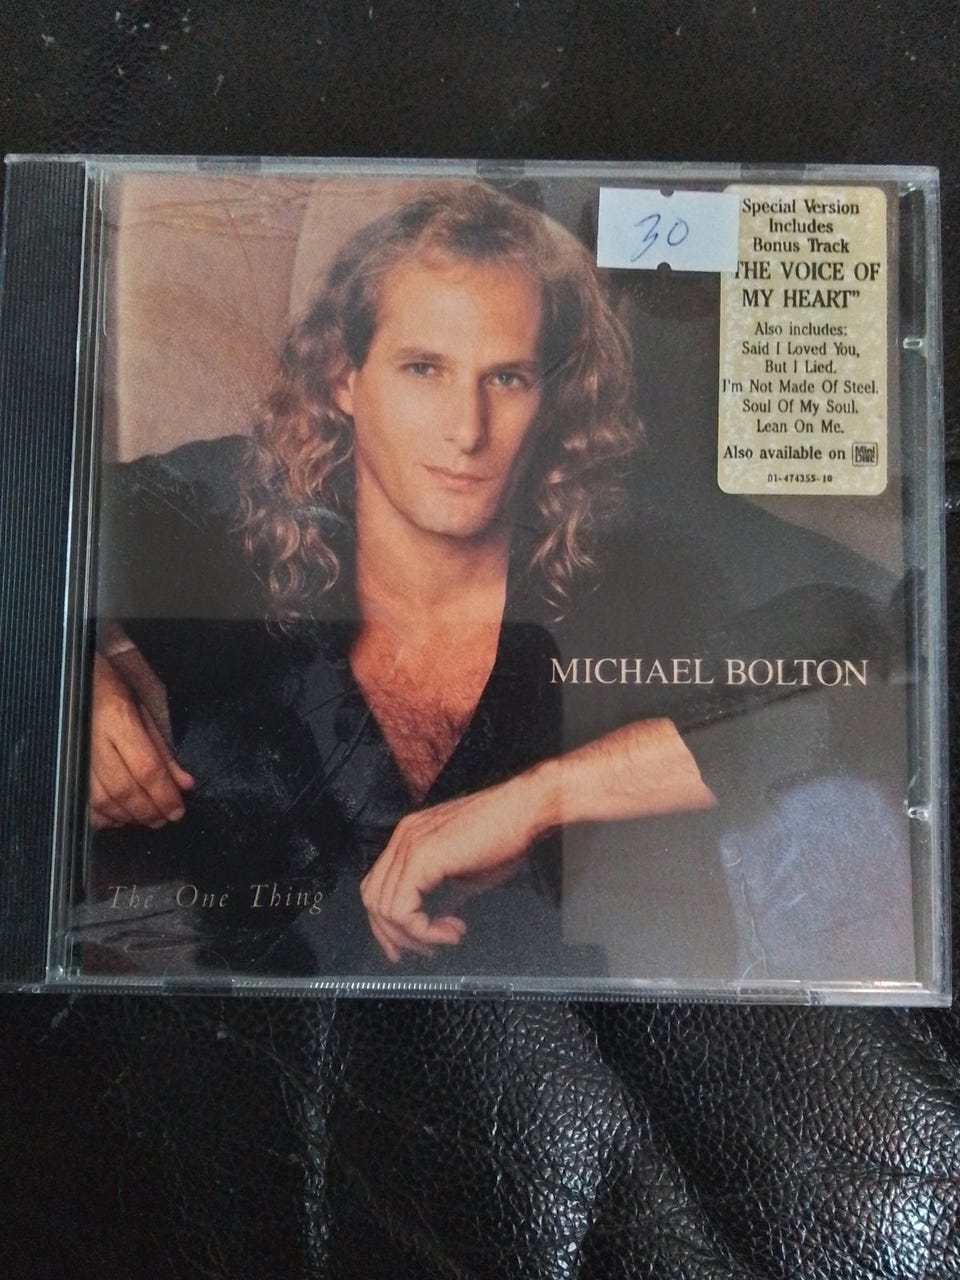 30
Special Version
Includes
Bonus Track
THE VOICE OF
MY HEART"
Also includes:
Said I Loved You,
But I Lied.
I'm Not Made Of Steel.
Soul Of My Soul.
Lean On Me.
Also available on Mini Disc
01-474355-10
MICHAEL BOLTON
The One Thing